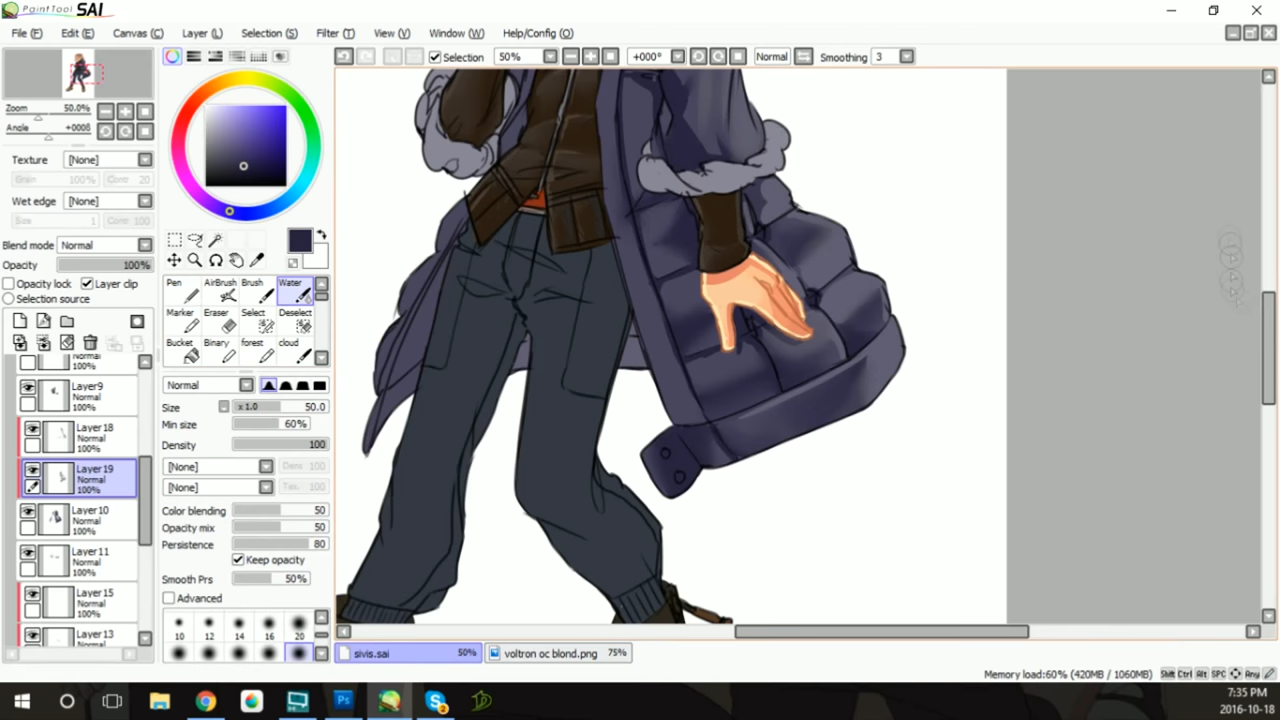 PaintTool SAI
File (F) Edit (E) Canvas (C) Layer (L) Selection (S) Filter (T) View (V) Window (W) Help/Config (O)
Selection 50% +000° Normal Smoothing 3
Zoom 50.0%
Angle +000ß
Texture [None]
Grain 100% Contr 20
Wet edge [None]
Size 1 Contr 100
Blend mode Normal
Opacity 100%
Opacity lock Layer clip
Selection source
Normal
100%
Layer9
Normal
100%
Layer 18
Normal
100%
Layer 19
Normal
100%
Layer 10
Normal
100%
Layer 11
Normal
100%
Layer 15
Normal
100%
Layer 13
Normal
Pen AirBrush Brush Water
Marker Eraser Select Deselect
Bucket Binary forest cloud
Normal
Size x 1.0 50.0
Min size 60%
Density 100
[None] Dens 100
[None] Tex. 100
Color blending 50
Opacity mix 50
Persistence 80
Keep opacity
Smooth Prs 50%
Advanced
10 12 14 16 20
sivis.sai 50% voltron oc blond.png 75%
Memory load:60% (420MB / 1060MB) Shift Ctrl Alt SPC Any
7:35 PM
2016-10-18